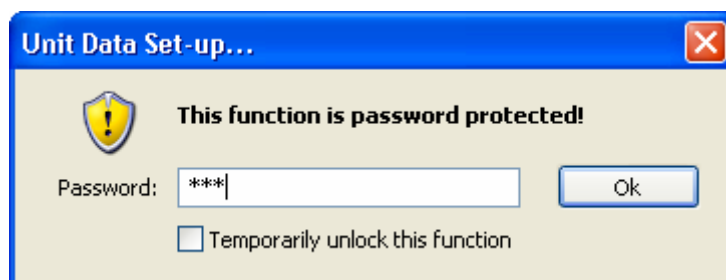 Unit Data Set-up...
This function is password protected!
Password: *** Ok
Temporarily unlock this function